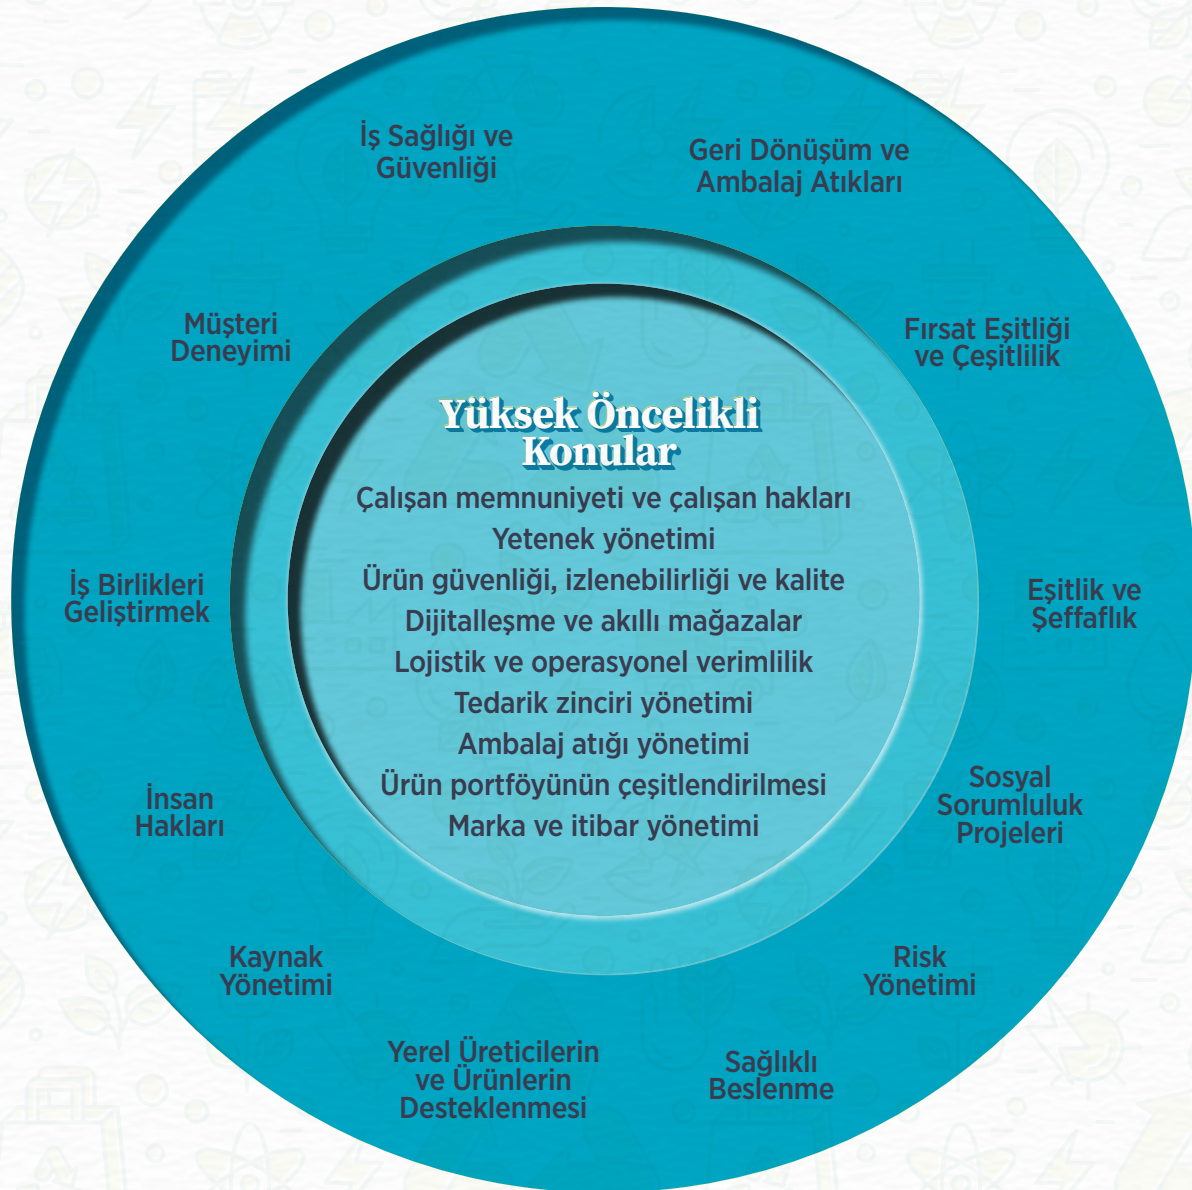 İş Sağlığı ve
Güvenliği
Geri Dönüşüm ve
Ambalaj Atıkları
Müşteri
Deneyimi
Fırsat Eşitliği
ve Çeşitlilik
Yüksek Öncelikli
Konular
Çalışan memnuniyeti ve çalışan hakları
Yetenek yönetimi
Ürün güvenliği, izlenebilirliği ve kalite
Dijitalleşme ve akıllı mağazalar
Lojistik ve operasyonel verimlilik
Tedarik zinciri yönetimi
Ambalaj atığı yönetimi
Ürün portföyünün çeşitlendirilmesi
Marka ve itibar yönetimi
İş Birlikleri
Geliştirmek
Eşitlik ve
Şeffaflık
İnsan
Hakları
Sosyal
Sorumluluk
Projeleri
Kaynak
Yönetimi
Risk
Yönetimi
Yerel Üreticilerin
ve Ürünlerin
Desteklenmesi
Sağlıklı
Beslenme